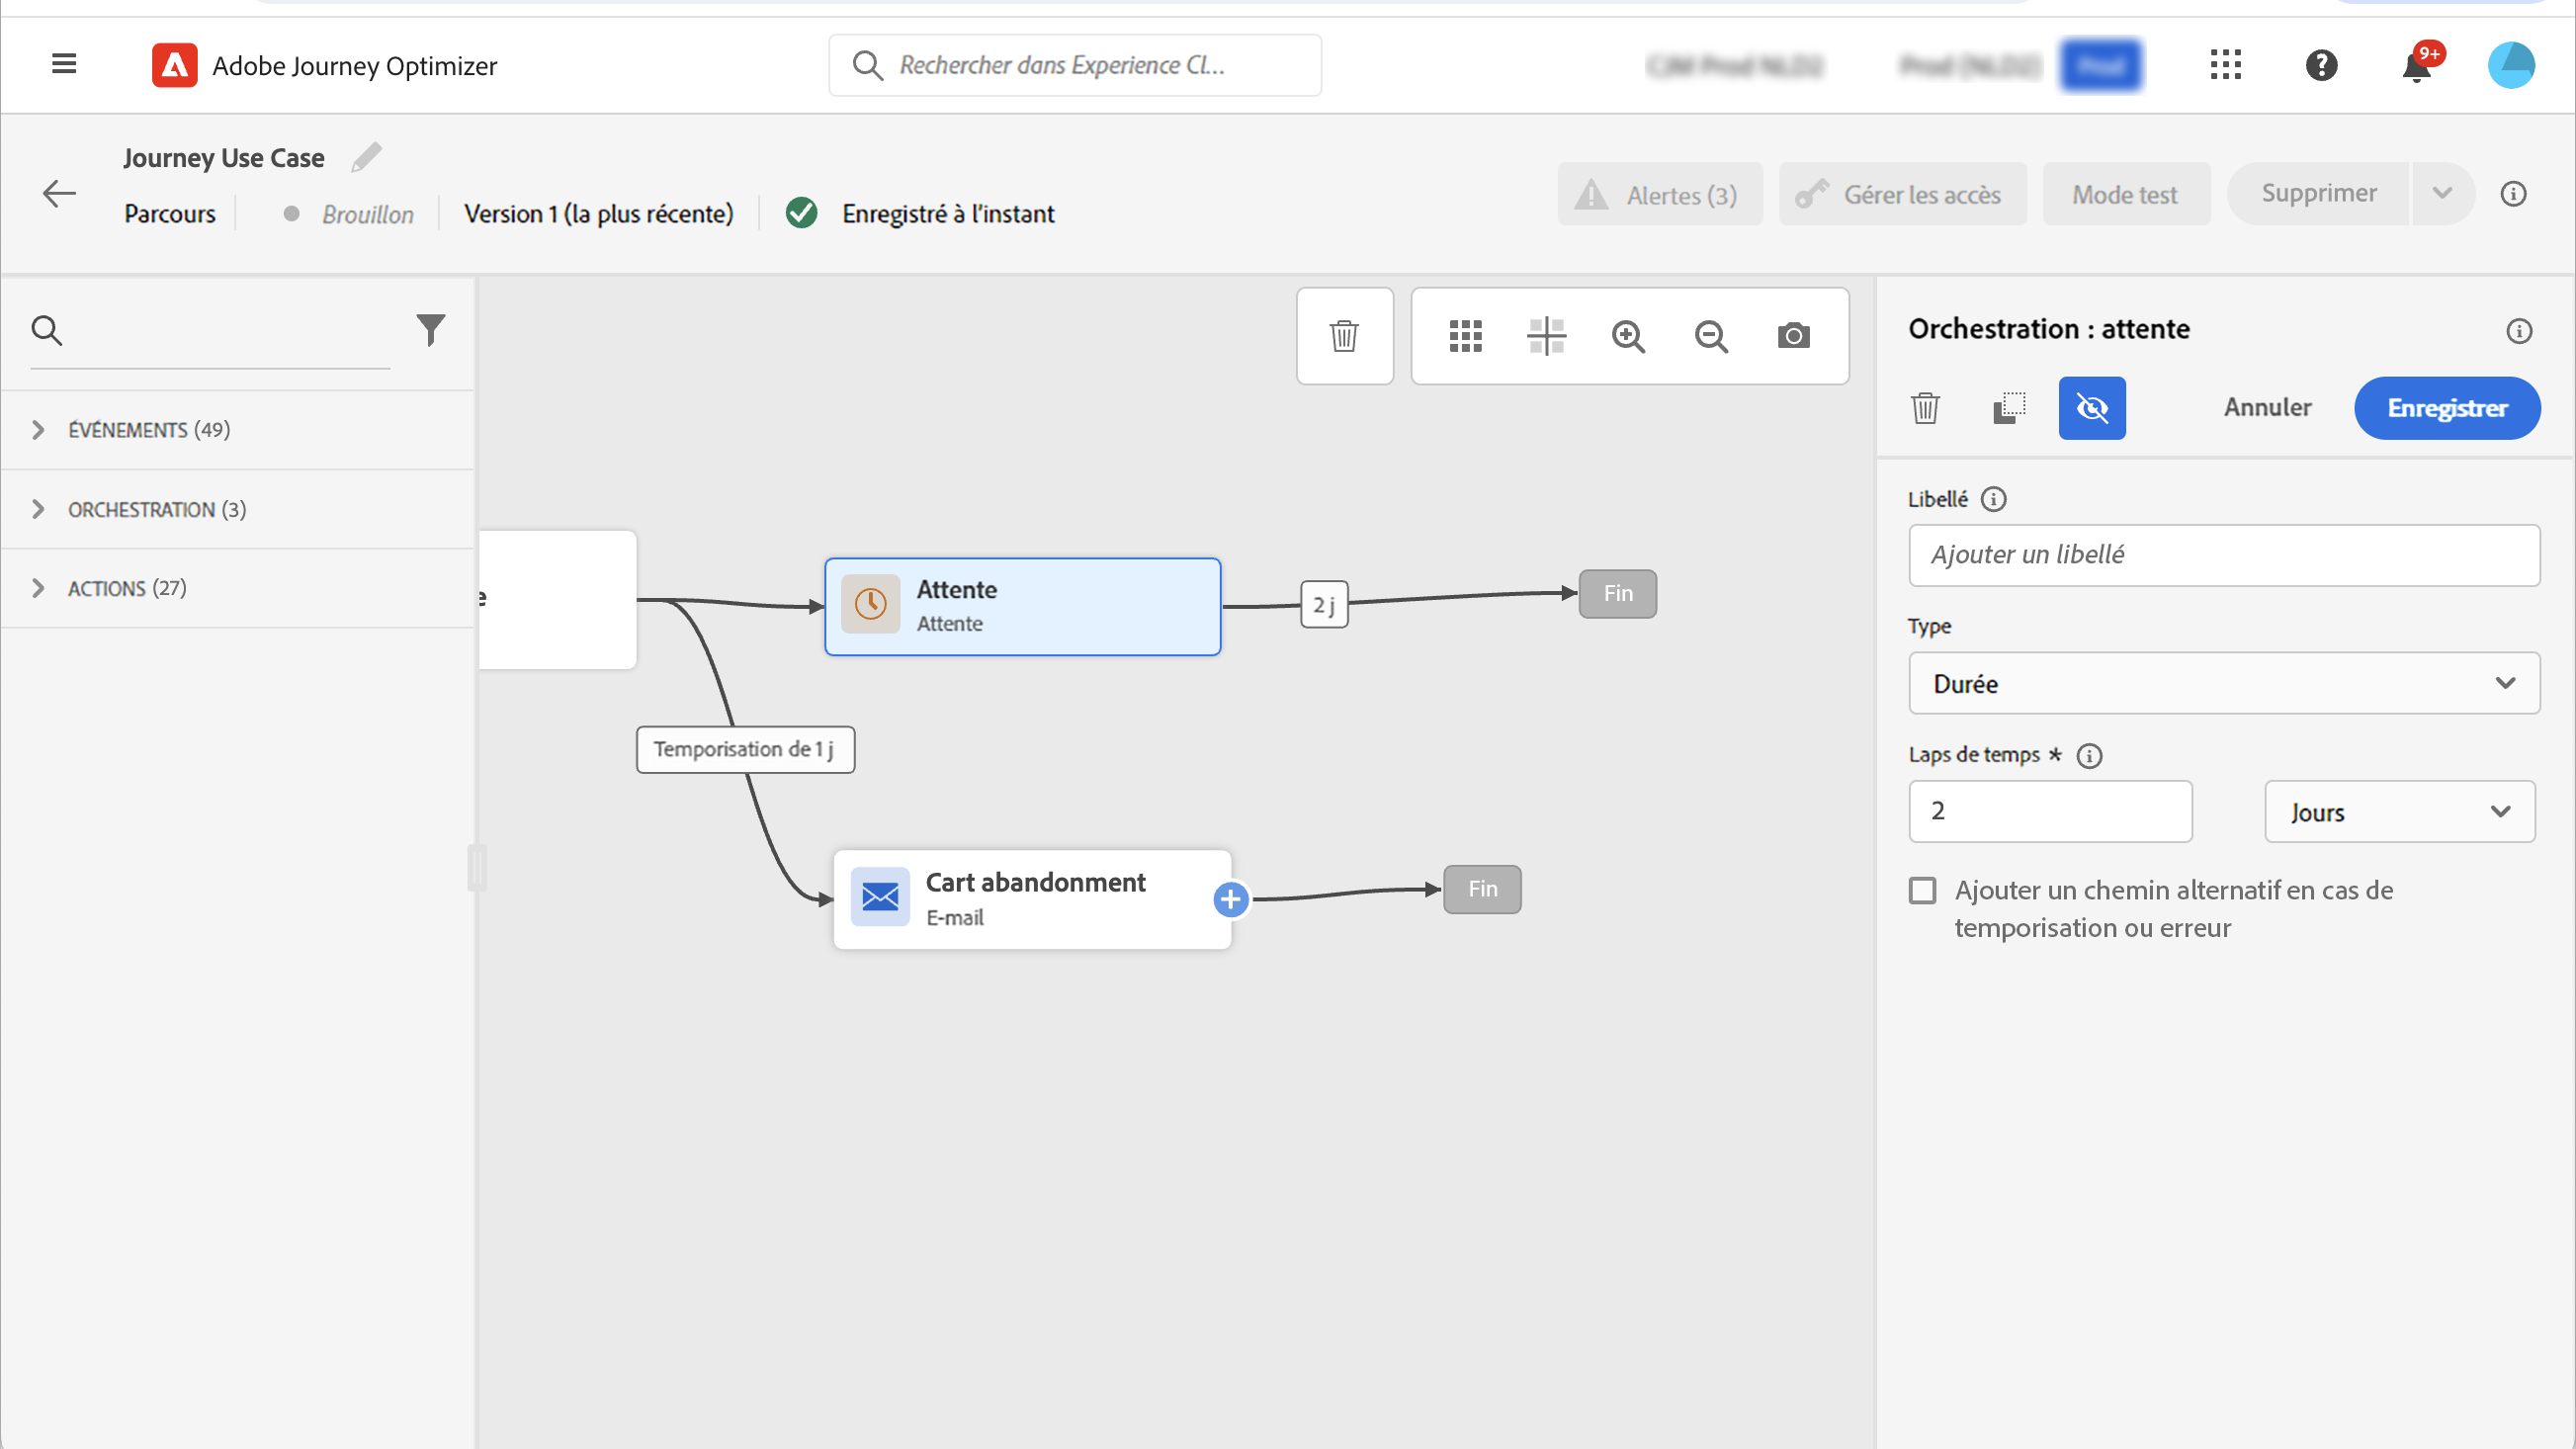 Adobe Journey Optimizer
Rechercher dans Experience Cl...
9+
Journey Use Case
Parcours
Brouillon
Version 1 (la plus récente)
Enregistré à l'instant
Alertes (3)
Gérer les accès
Mode test
Supprimer
ÉVÉNEMENTS (49)
ORCHESTRATION (3)
ACTIONS (27)
e
Attente
Attente
2 j
Fin
Temporisation de 1 j
Cart abandonment
E-mail
Fin
Orchestration : attente
Annuler
Enregistrer
Libellé
Ajouter un libellé
Type
Durée
Laps de temps *
2
Jours
Ajouter un chemin alternatif en cas de
temporisation ou erreur